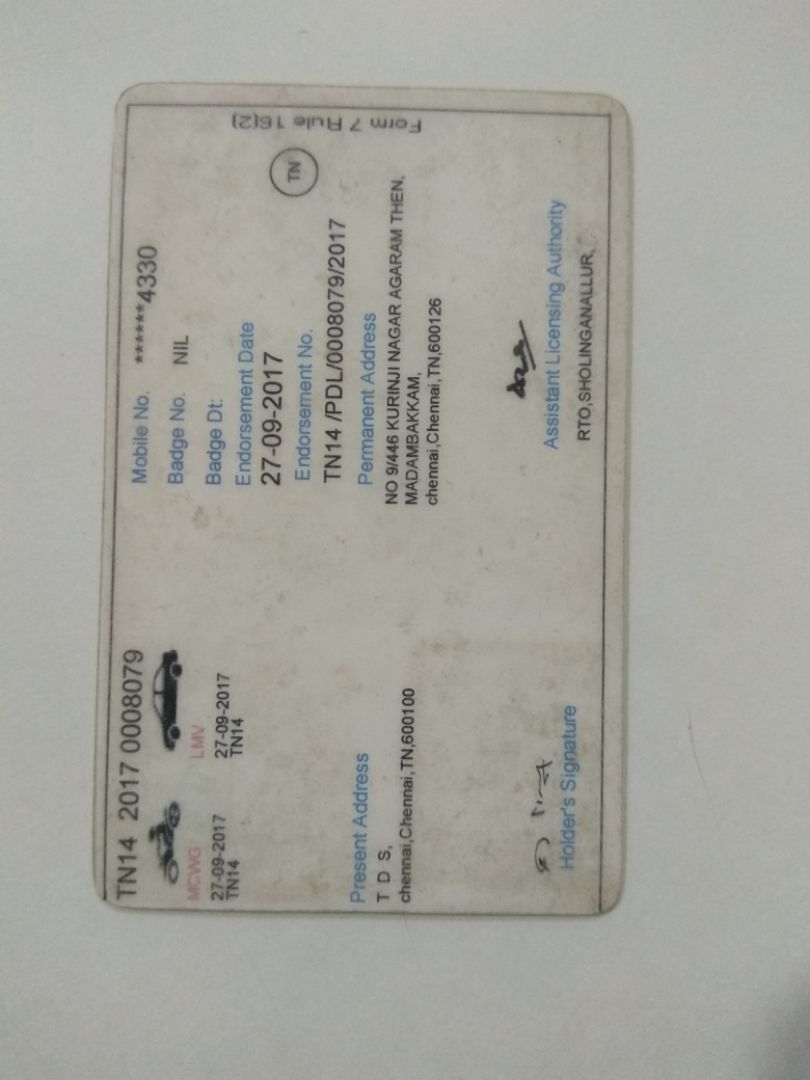 Form 7 Rule 16(2)
TN14 2017 0008079
Mobile No. ******4330
MCWG
LMV
Badge No. NIL
27-09-2017
TN14
27-09-2017
TN14
Badge Dt:
Endorsement Date
27-09-2017
TN
Endorsement No.
TN14 /PDL/0008079/2017
Present Address
T D S,
chennai,Chennai,TN,600100
Permanent Address
NO 9/446 KURINJI NAGAR AGARAM THEN,
MADAMBAKKAM,
chennai,Chennai,TN,600126
Holder's Signature
Assistant Licensing Authority
RTO,SHOLINGANALLUR,